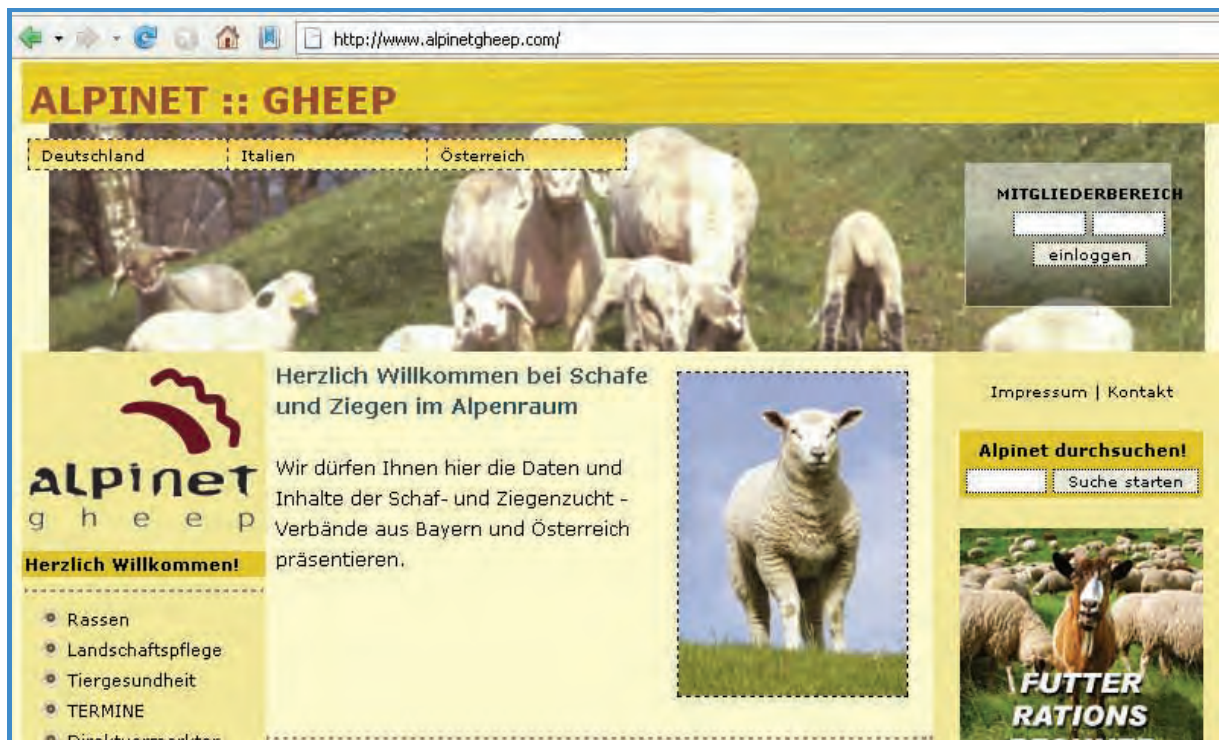 http://www.alpinetgheep.com/
ALPINET :: GHEEP
Deutschland
Italien
Österreich
MITGLIEDERBEREICH
einloggen
alpinet
gheep
Herzlich Willkommen!
Rassen
Landschaftspflege
Tiergesundheit
TERMINE
Direktvermarkter
Herzlich Willkommen bei Schafe
und Ziegen im Alpenraum
Wir dürfen Ihnen hier die Daten und
Inhalte der Schaf- und Ziegenzucht -
Verbände aus Bayern und Österreich
präsentieren.
Impressum | Kontakt
Alpinet durchsuchen!
Suche starten
FUTTER
RATIONS